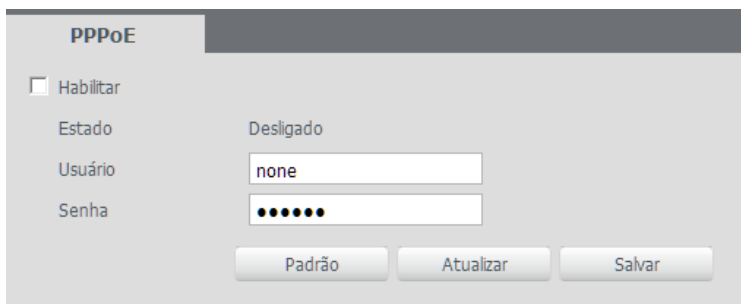 PPPoE
Habilitar
Estado Desligado
Usuário none
Senha ●●●●●●
Padrão Atualizar Salvar